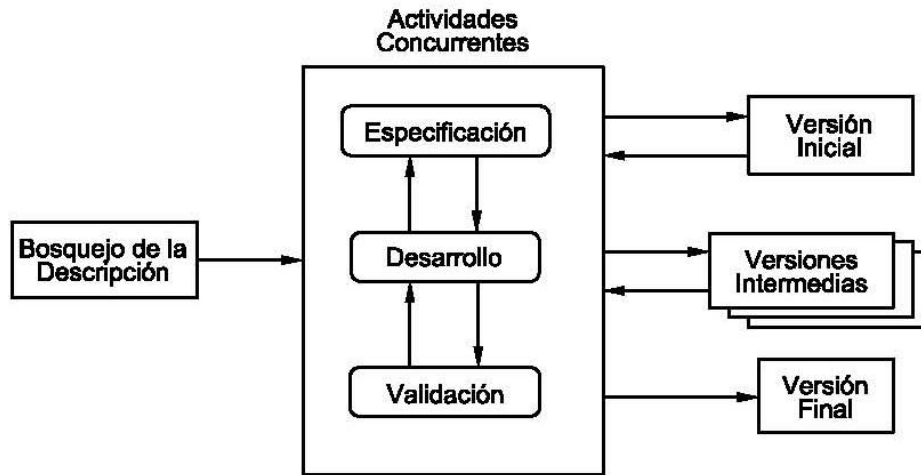 Actividades
Concurrentes
Especificación
Versión
Inicial
Bosquejo de la
Descripción
Desarrollo
Versiones
Intermedias
Validación
Versión
Final